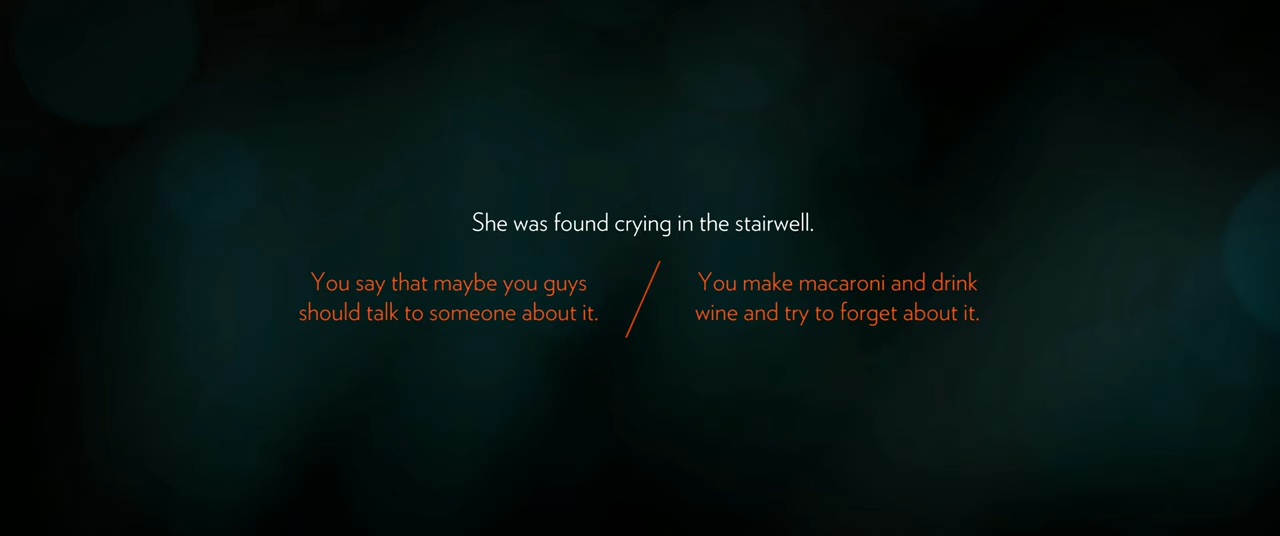 She was found crying in the stairwell.
You say that maybe you guys
should talk to someone about it.
You make macaroni and drink
wine and try to forget about it.